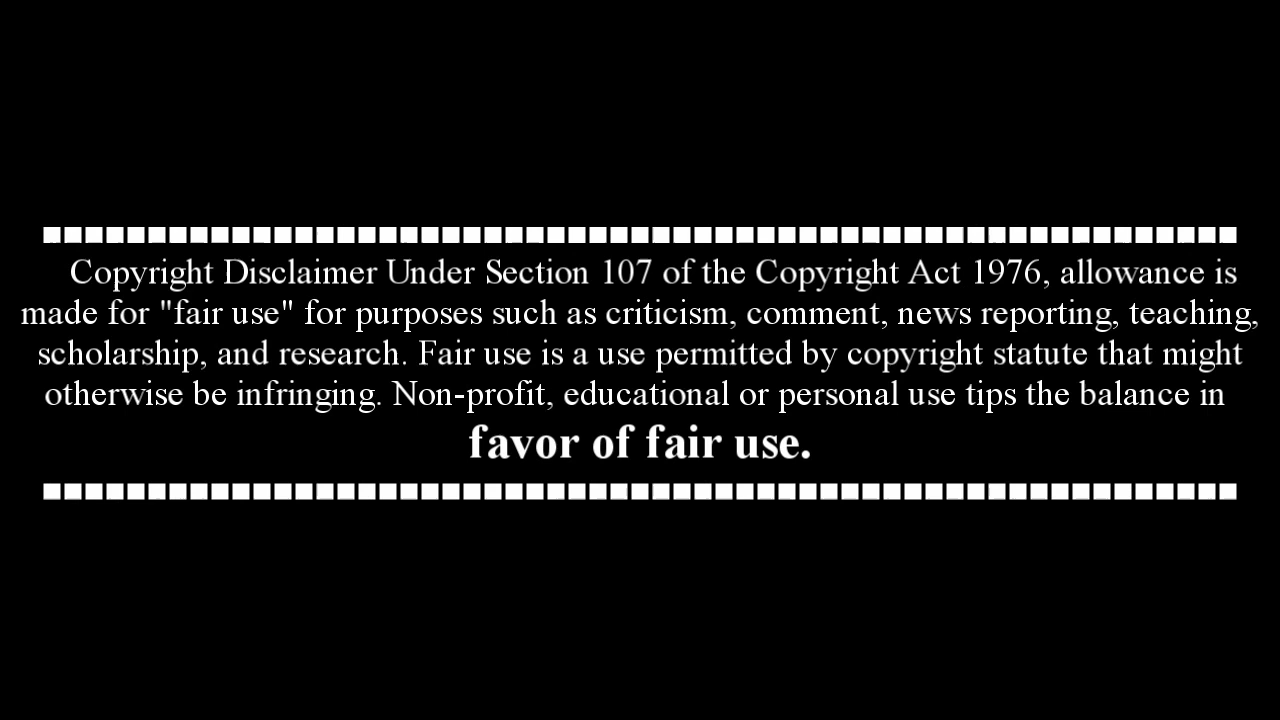 Copyright Disclaimer Under Section 107 of the Copyright Act 1976, allowance is
made for "fair use" for purposes such as criticism, comment, news reporting, teaching,
scholarship, and research. Fair use is a use permitted by copyright statute that might
otherwise be infringing. Non-profit, educational or personal use tips the balance in
favor of fair use.